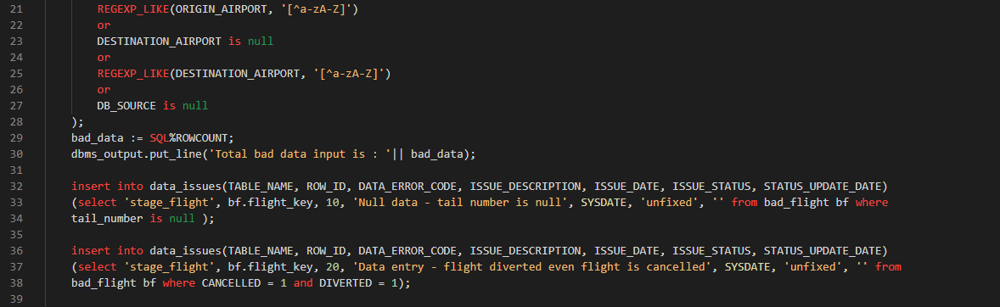 21 REGEXP_LIKE(ORIGIN_AIRPORT, '[^a-zA-Z]')
22 or
23 DESTINATION_AIRPORT is null
24 or
25 REGEXP_LIKE(DESTINATION_AIRPORT, '[^a-zA-Z]')
26 or
27 DB_SOURCE is null
28 );
29 bad_data := SQL%ROWCOUNT;
30 dbms_output.put_line('Total bad data input is : '|| bad_data);
31
32 insert into data_issues(TABLE_NAME, ROW_ID, DATA_ERROR_CODE, ISSUE_DESCRIPTION, ISSUE_DATE, ISSUE_STATUS, STATUS_UPDATE_DATE)
33 (select 'stage_flight', bf.flight_key, 10, 'Null data - tail number is null', SYSDATE, 'unfixed', '' from bad_flight bf where
34 tail_number is null );
35
36 insert into data_issues(TABLE_NAME, ROW_ID, DATA_ERROR_CODE, ISSUE_DESCRIPTION, ISSUE_DATE, ISSUE_STATUS, STATUS_UPDATE_DATE)
37 (select 'stage_flight', bf.flight_key, 20, 'Data entry - flight diverted even flight is cancelled', SYSDATE, 'unfixed', '' from
38 bad_flight bf where CANCELLED = 1 and DIVERTED = 1);
39